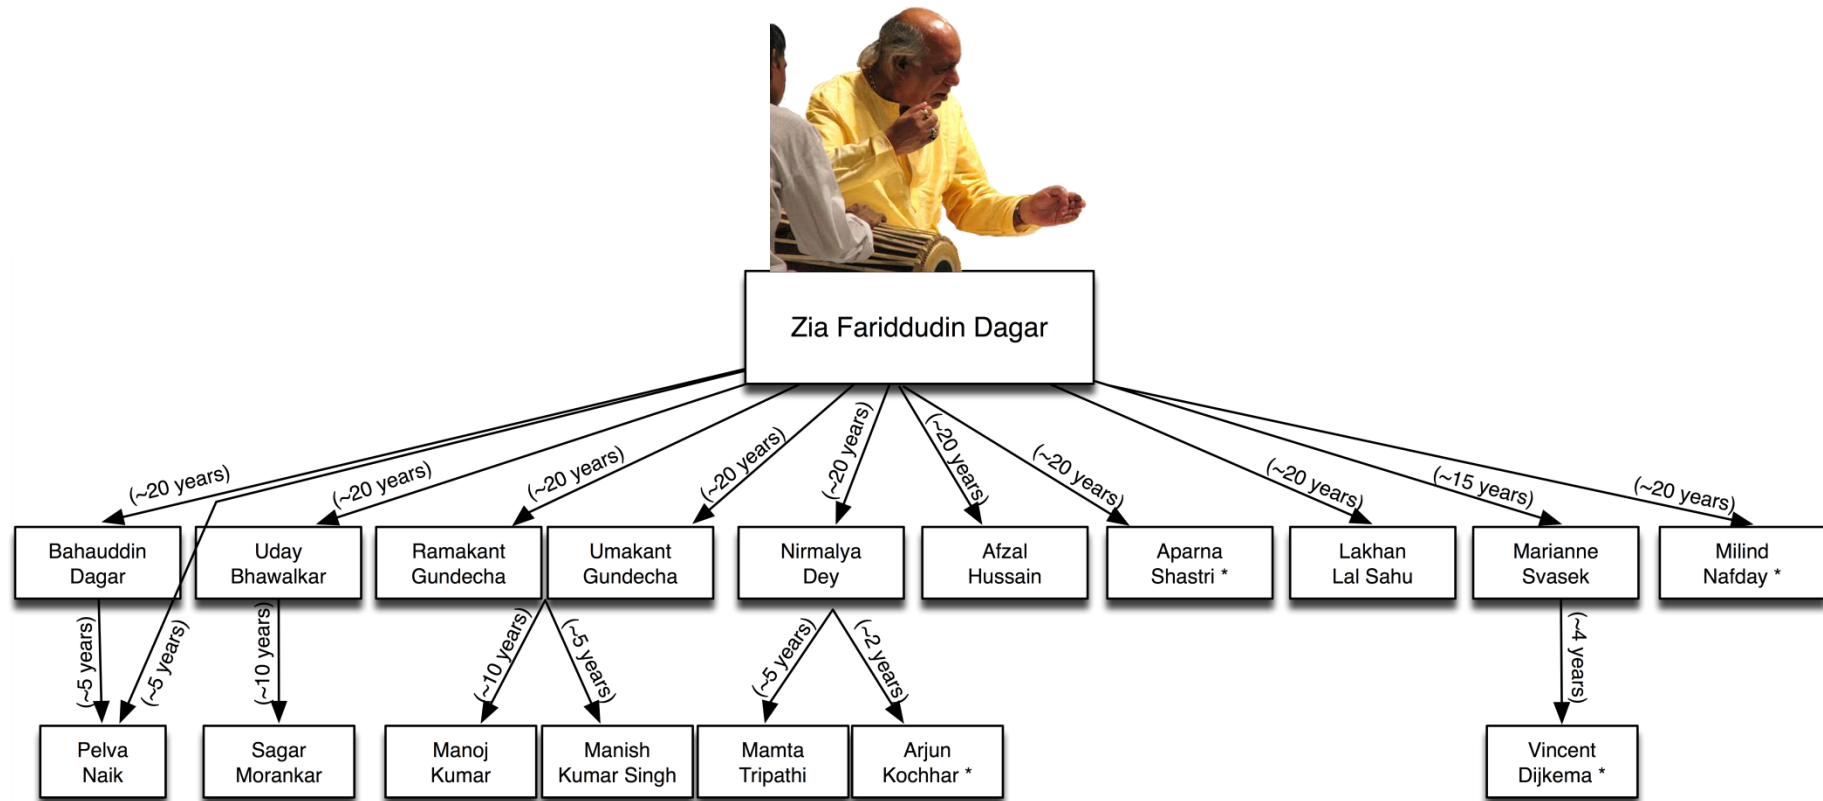 Zia Fariddudin Dagar
(~20 years)
(~5 years)
(~20 years)
(~20 years)
(~20 years)
(~20 years)
(~20 years)
(~20 years)
(~20 years)
(~15 years)
(~20 years)
Bahauddin
Dagar
Uday
Bhawalkar
Ramakant
Gundecha
Umakant
Gundecha
Nirmalya
Dey
Afzal
Hussain
Aparna
Shastri *
Lakhan
Lal Sahu
Marianne
Svasek
Milind
Nafday *
(~5 years)
(~10 years)
(~10 years)
(~5 years)
(~5 years)
(~2 years)
(~4 years)
Pelva
Naik
Sagar
Morankar
Manoj
Kumar
Manish
Kumar Singh
Mamta
Tripathi
Arjun
Kochhar *
Vincent
Dijkema *